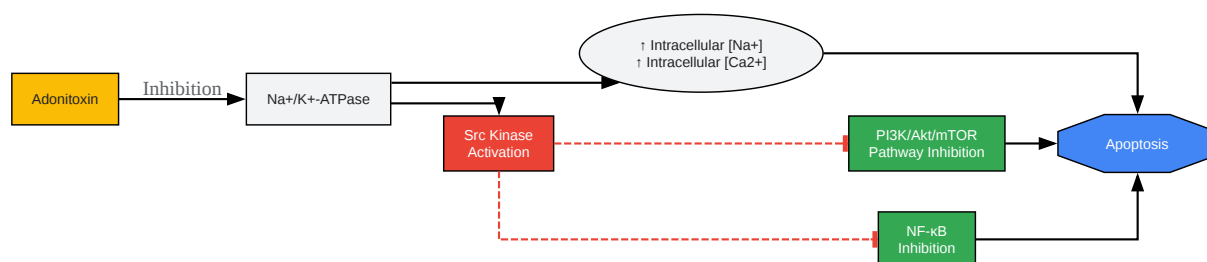 ↑ Intracellular [Na+]
↑ Intracellular [Ca2+]
Adonitoxin
Inhibition
Na+/K+-ATPase
Src Kinase
Activation
PI3K/Akt/mTOR
Pathway Inhibition
Apoptosis
NF-κB
Inhibition